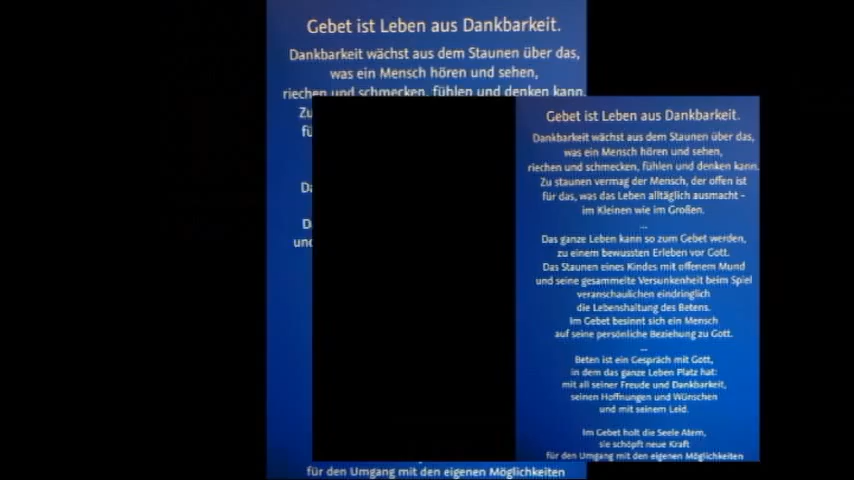 Gebet ist Leben aus Dankbarkeit.
Dankbarkeit wächst aus dem Staunen über das,
was ein Mensch hören und sehen,
riechen und schmecken, fühlen und denken kann.
Zu
fü
Da
D
und
für den Umgang mit den eigenen Möglichkeiten
Gebet ist Leben aus Dankbarkeit.
Dankbarkeit wächst aus dem Staunen über das,
was ein Mensch hören und sehen,
riechen und schmecken, fühlen und denken kann.
Zu staunen vermag der Mensch, der offen ist
für das, was das Leben alltäglich ausmacht –
im Kleinen wie im Großen.
...
Das ganze Leben kann so zum Gebet werden,
zu einem bewussten Erleben vor Gott.
Das Staunen eines Kindes mit offenem Mund
und seine gesammelte Versunkenheit beim Spiel
veranschaulichen eindringlich
die Lebenshaltung des Betens.
Im Gebet besinnt sich ein Mensch
auf seine persönliche Beziehung zu Gott.
...
Beten ist ein Gespräch mit Gott,
in dem das ganze Leben Platz hat:
mit all seiner Freude und Dankbarkeit,
seinen Hoffnungen und Wünschen
und mit seinem Leid.
Im Gebet holt die Seele Atem,
sie schöpft neue Kraft
für den Umgang mit den eigenen Möglichkeiten